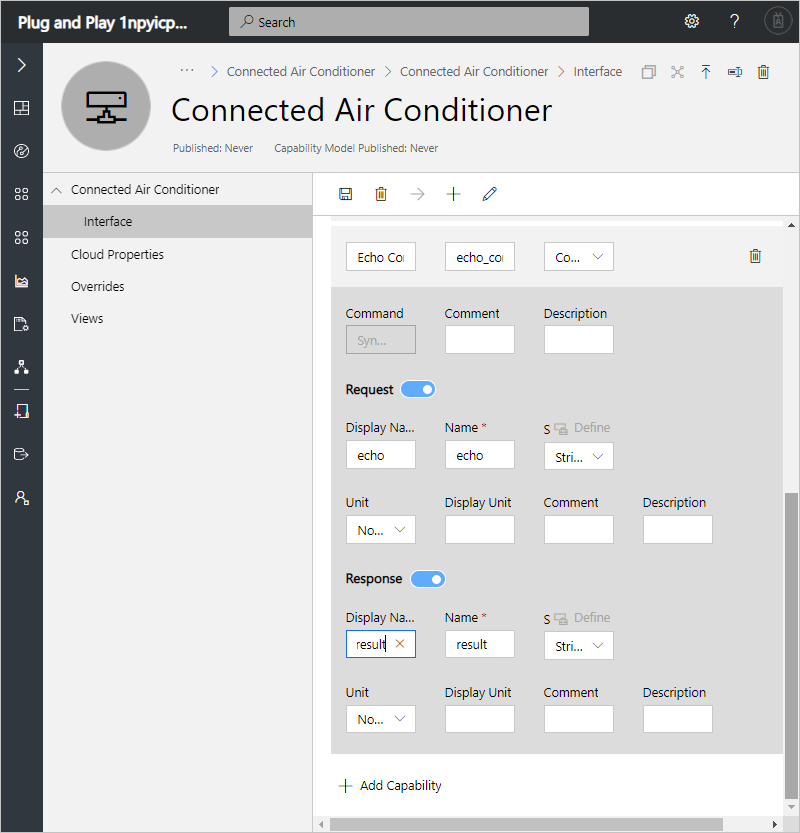 Plug and Play 1npyicp...
Search
?
... > Connected Air Conditioner > Connected Air Conditioner > Interface
Connected Air Conditioner
Published: Never Capability Model Published: Never
Connected Air Conditioner
Interface
Cloud Properties
Overrides
Views
Echo Co echo_co Co...
Command Comment Description
Syn...
Request
Display Na... Name * S Define
echo echo Stri...
Unit Display Unit Comment Description
No...
Response
Display Na... Name * S Define
result result Stri...
Unit Display Unit Comment Description
No...
Add Capability